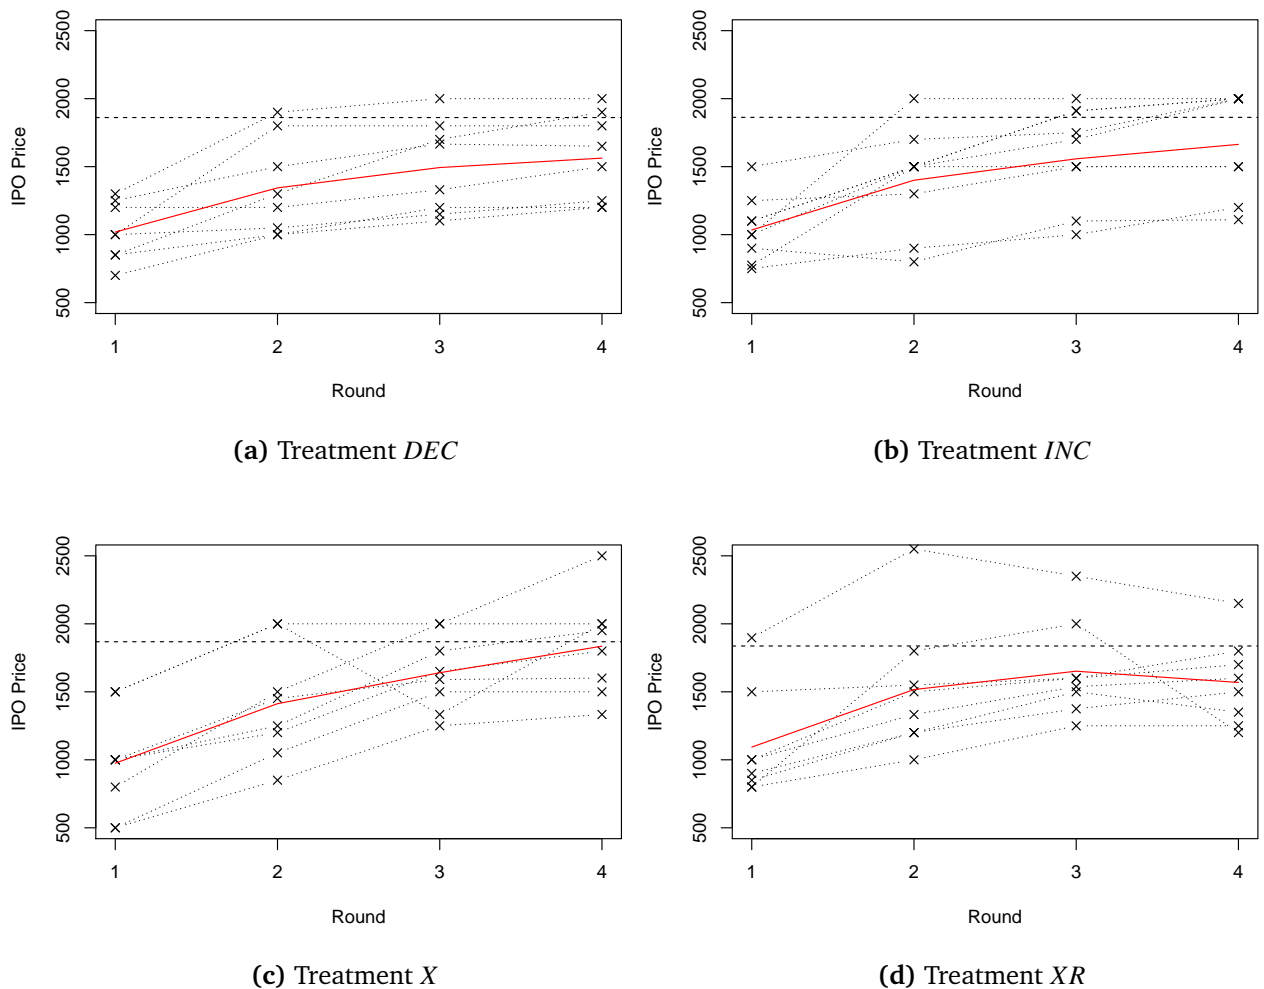 2500
2000
1500
1000
500
IPO Price
1 2 3 4
Round
(a) Treatment DEC
2500
2000
1500
1000
500
IPO Price
1 2 3 4
Round
(b) Treatment INC
2500
2000
1500
1000
500
IPO Price
1 2 3 4
Round
(c) Treatment X
2500
2000
1500
1000
500
IPO Price
1 2 3 4
Round
(d) Treatment XR